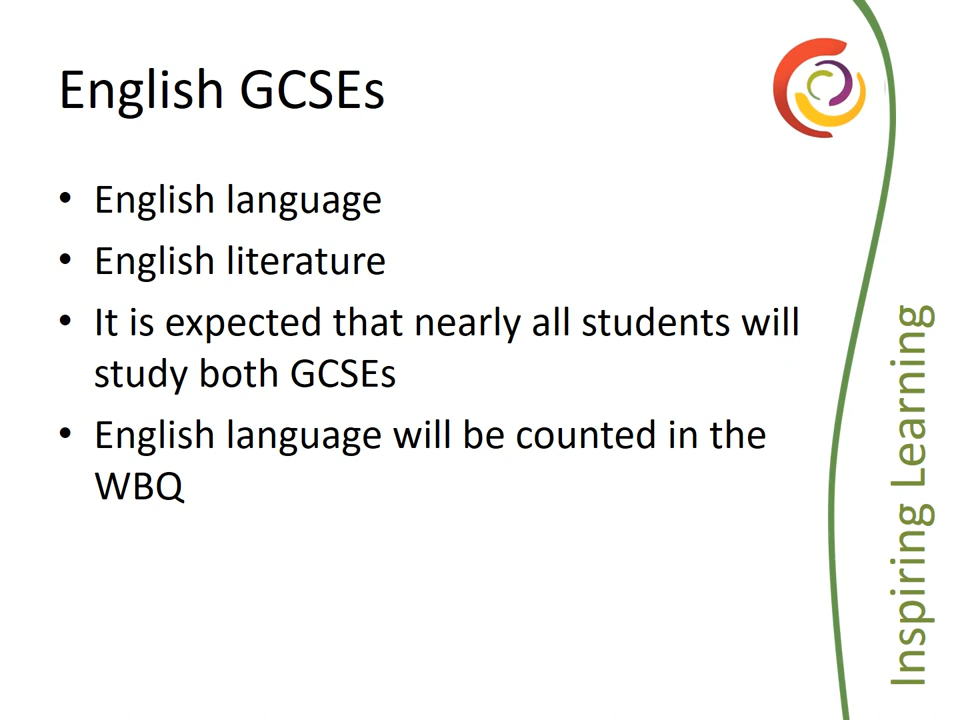 English GCSEs
• English language
• English literature
• It is expected that nearly all students will
study both GCSEs
• English language will be counted in the
WBQ
Inspiring Learning